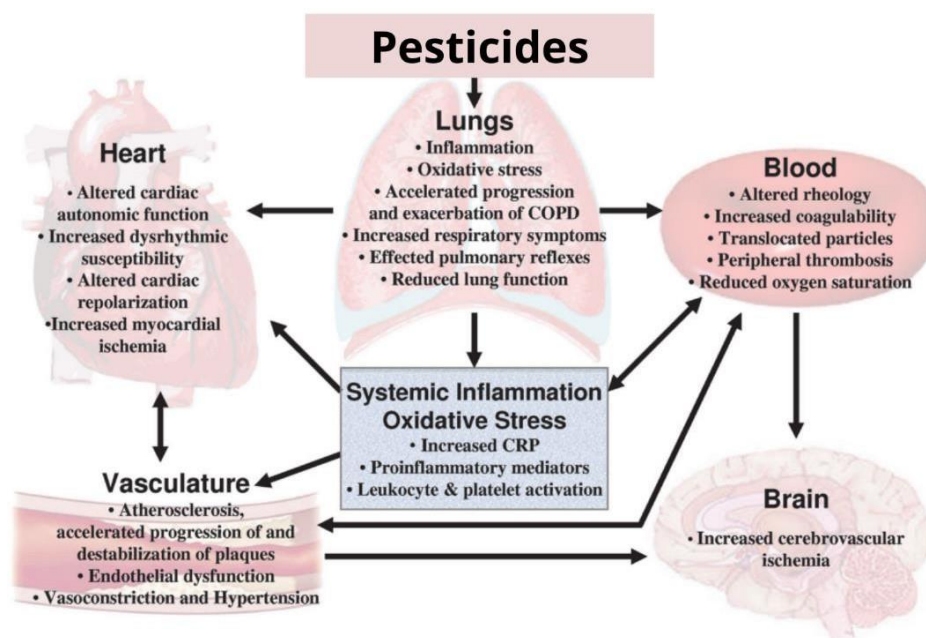 Pesticides
Lungs
• Inflammation
• Oxidative stress
• Accelerated progression
and exacerbation of COPD
• Increased respiratory symptoms
• Effected pulmonary reflexes
• Reduced lung function
Heart
• Altered cardiac
autonomic function
• Increased dysrhythmic
susceptibility
• Altered cardiac
repolarization
•Increased myocardial
ischemia
Blood
• Altered rheology
• Increased coagulability
• Translocated particles
• Peripheral thrombosis
• Reduced oxygen saturation
Systemic Inflammation
Oxidative Stress
• Increased CRP
• Proinflammatory mediators
• Leukocyte & platelet activation
Vasculature
• Atherosclerosis,
accelerated progression of and
destabilization of plaques
• Endothelial dysfunction
• Vasoconstriction and Hypertension
Brain
• Increased cerebrovascular
ischemia